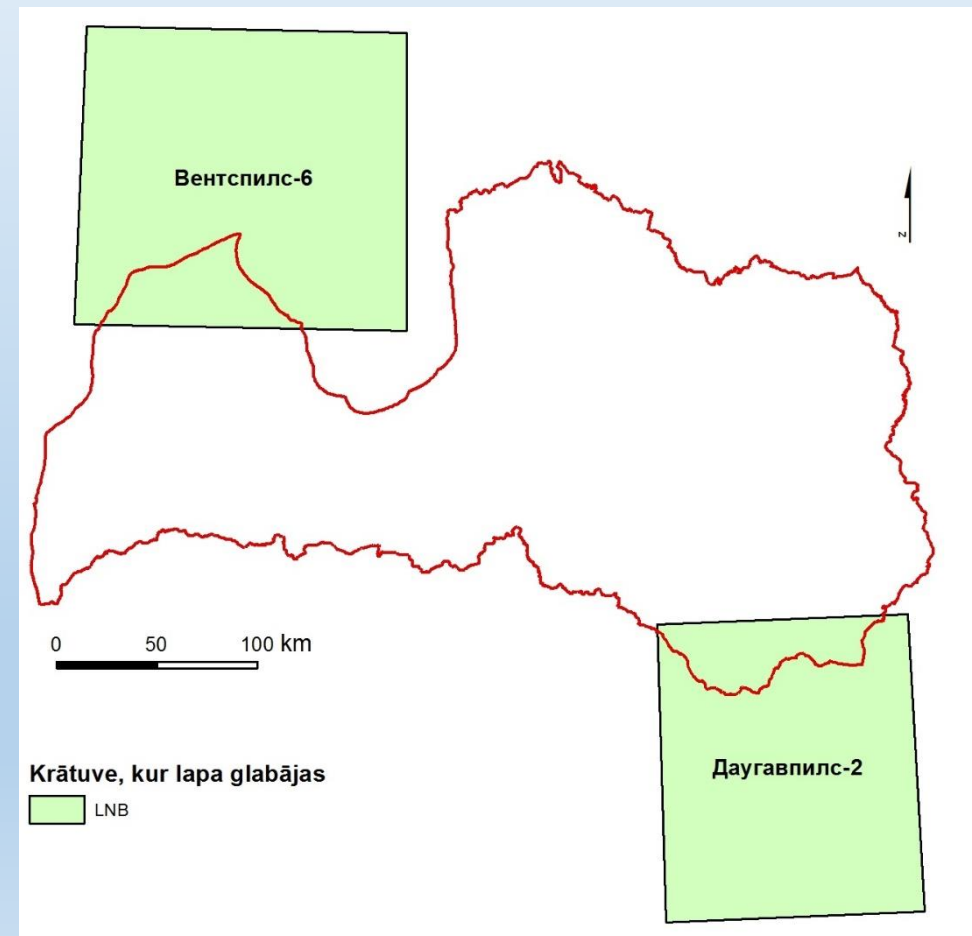 Вентспилс-6
z
0 50 100 km
Даугавпилс-2
Krātuve, kur lapa glabājas
LNB